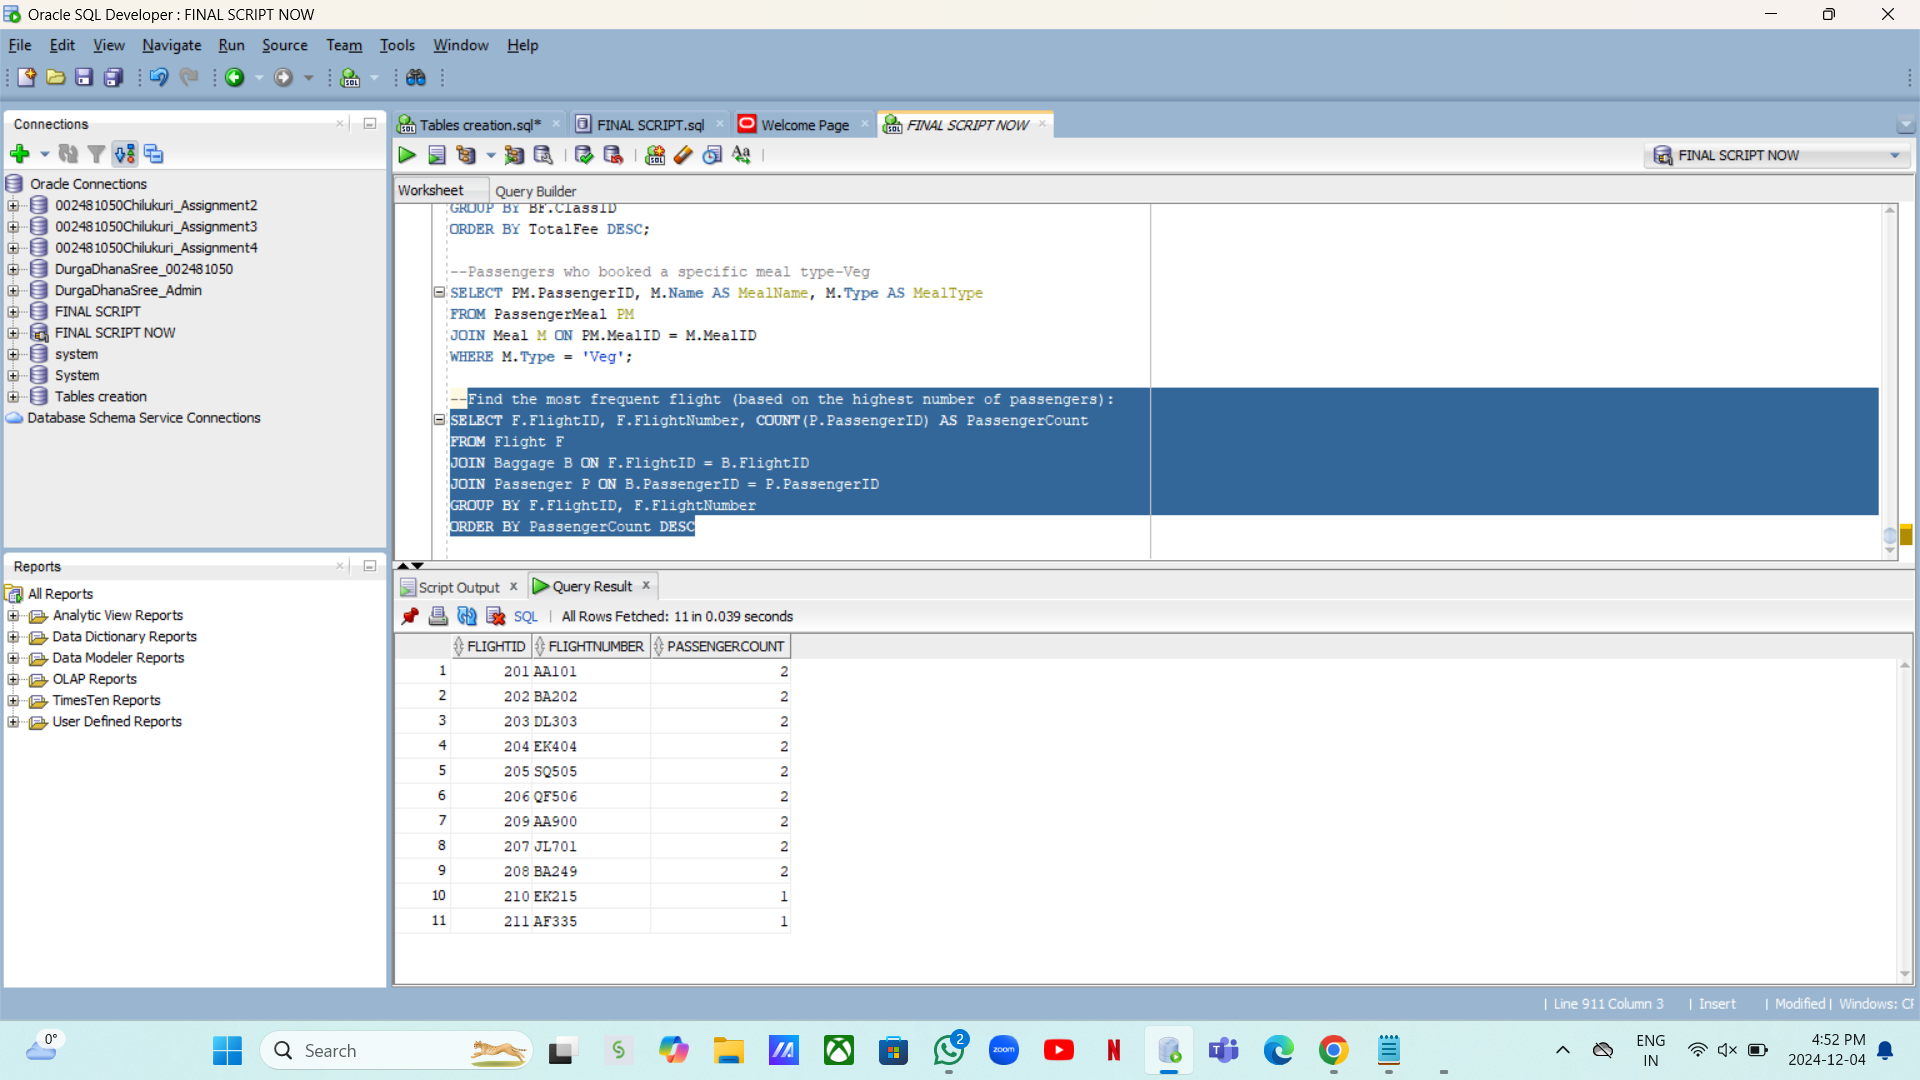 Oracle SQL Developer : FINAL SCRIPT NOW
File Edit View Navigate Run Source Team Tools Window Help
Connections
Oracle Connections
002481050Chilukuri_Assignment2
002481050Chilukuri_Assignment3
002481050Chilukuri_Assignment4
DurgaDhanaSree_002481050
DurgaDhanaSree_Admin
FINAL SCRIPT
FINAL SCRIPT NOW
system
System
Tables creation
Database Schema Service Connections
Reports
All Reports
Analytic View Reports
Data Dictionary Reports
Data Modeler Reports
OLAP Reports
TimesTen Reports
User Defined Reports
Tables creation.sql* FINAL SCRIPT.sql Welcome Page FINAL SCRIPT NOW
FINAL SCRIPT NOW
Worksheet Query Builder
GROUP BY BF.ClassID
ORDER BY TotalFee DESC;
--Passengers who booked a specific meal type-Veg
SELECT PM.PassengerID, M.Name AS MealName, M.Type AS MealType
FROM PassengerMeal PM
JOIN Meal M ON PM.MealID = M.MealID
WHERE M.Type = 'Veg';
--Find the most frequent flight (based on the highest number of passengers):
SELECT F.FlightID, F.FlightNumber, COUNT(P.PassengerID) AS PassengerCount
FROM Flight F
JOIN Baggage B ON F.FlightID = B.FlightID
JOIN Passenger P ON B.PassengerID = P.PassengerID
GROUP BY F.FlightID, F.FlightNumber
ORDER BY PassengerCount DESC
Script Output Query Result
SQL | All Rows Fetched: 11 in 0.039 seconds
FLIGHTID FLIGHTNUMBER PASSENGERCOUNT
1 201 AA101 2
2 202 BA202 2
3 203 DL303 2
4 204 EK404 2
5 205 SQ505 2
6 206 QF506 2
7 209 AA900 2
8 207 JL701 2
9 208 BA249 2
10 210 EK215 1
11 211 AF335 1
| Line 911 Column 3 | Insert | Modified | Windows: CF
0°
Search
zoom
2
ENG
IN
4:52 PM
2024-12-04